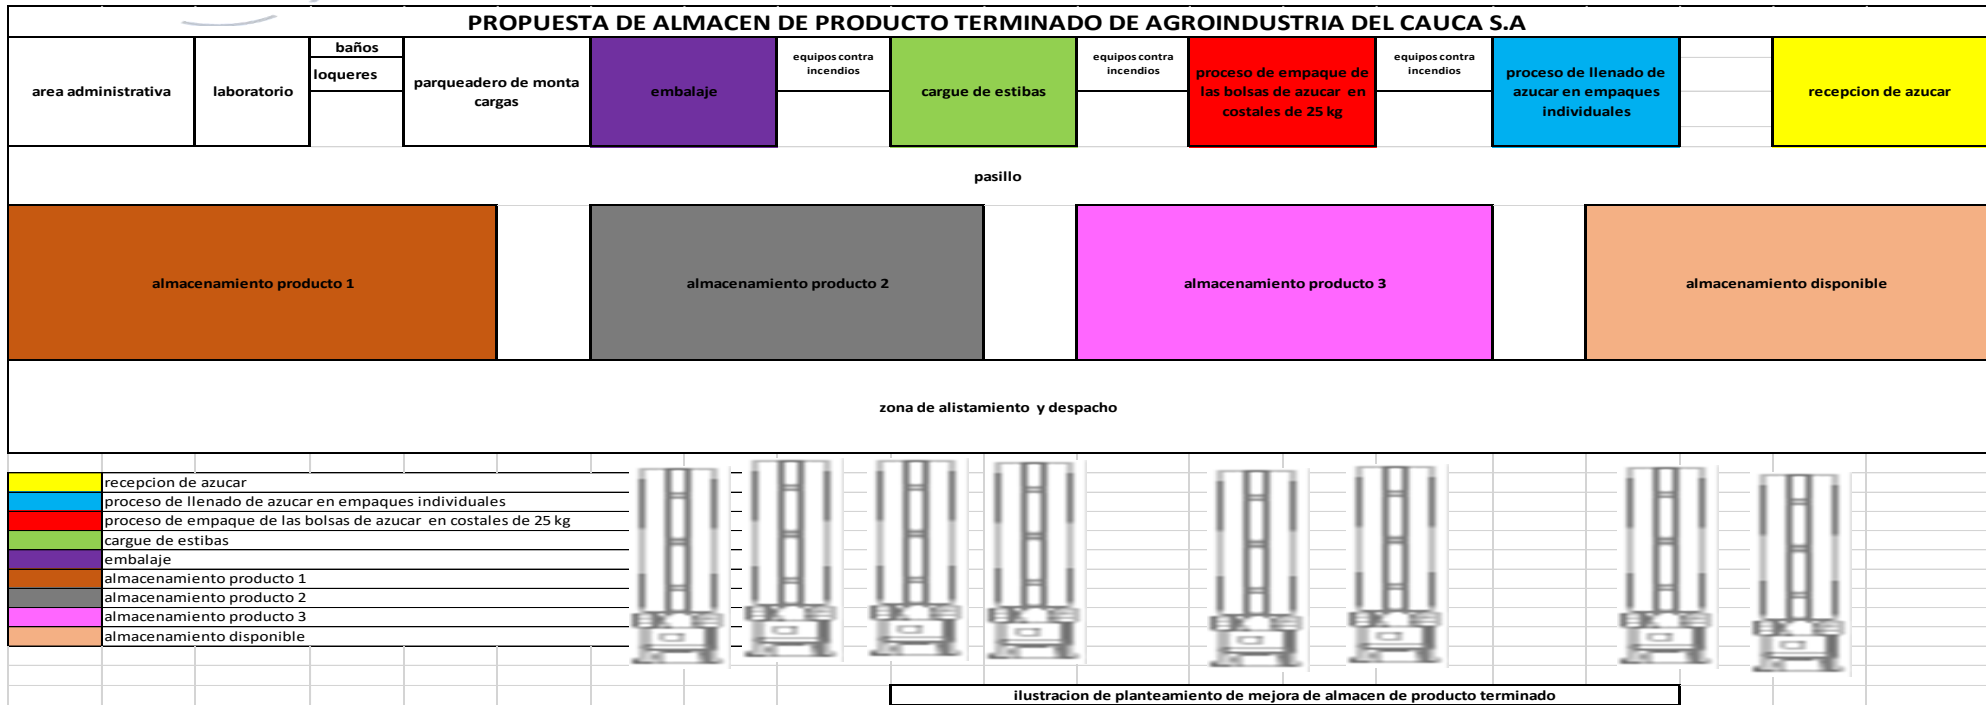 PROPUESTA DE ALMACEN DE PRODUCTO TERMINADO DE AGROINDUSTRIA DEL CAUCA S.A
area administrativa
laboratorio
baños
loqueres
parqueadero de monta
cargas
embalaje
equipos contra
incendios
cargue de estibas
equipos contra
incendios
proceso de empaque de
las bolsas de azucar en
costales de 25 kg
equipos contra
incendios
proceso de llenado de
azucar en empaques
individuales
recepcion de azucar
pasillo
almacenamiento producto 1
almacenamiento producto 2
almacenamiento producto 3
almacenamiento disponible
zona de alistamiento y despacho
recepcion de azucar
proceso de llenado de azucar en empaques individuales
proceso de empaque de las bolsas de azucar en costales de 25 kg
cargue de estibas
embalaje
almacenamiento producto 1
almacenamiento producto 2
almacenamiento producto 3
almacenamiento disponible
ilustracion de planteamiento de mejora de almacen de producto terminado